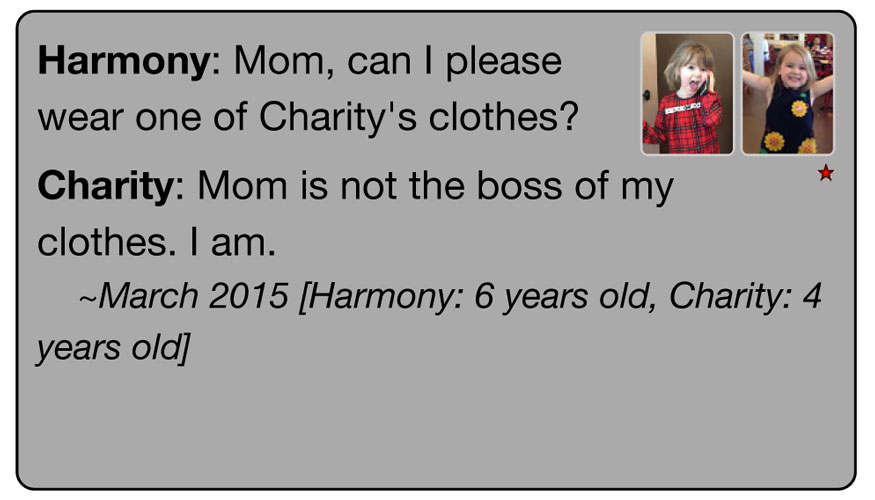 Harmony: Mom, can I please
wear one of Charity's clothes?
Charity: Mom is not the boss of my
clothes. I am.
~March 2015 [Harmony: 6 years old, Charity: 4
years old]